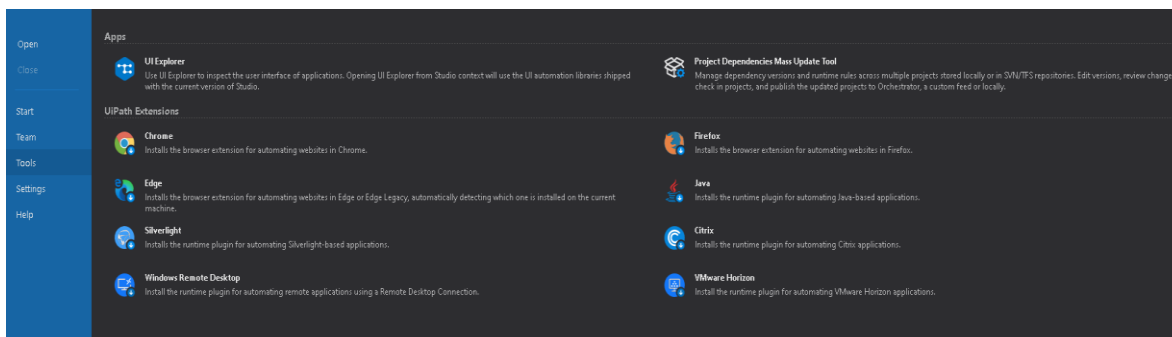 Open
Close
Start
Team
Tools
Settings
Help
Apps
UI Explorer
Use UI Explorer to inspect the user interface of applications. Opening UI Explorer from Studio context will use the UI automation libraries shipped
with the current version of Studio.
Project Dependencies Mass Update Tool
Manage dependency versions and runtime rules across multiple projects stored locally or in SVN/TFS repositories. Edit versions, review change
check in projects, and publish the updated projects to Orchestrator, a custom feed or locally.
UiPath Extensions
Chrome
Installs the browser extension for automating websites in Chrome.
Firefox
Installs the browser extension for automating websites in Firefox.
Edge
Installs the browser extension for automating websites in Edge or Edge Legacy, automatically detecting which one is installed on the current
machine.
Java
Installs the runtime plugin for automating Java-based applications.
Silverlight
Installs the runtime plugin for automating Silverlight-based applications.
Citrix
Installs the runtime plugin for automating Citrix applications.
Windows Remote Desktop
Install the runtime plugin for automating remote applications using a Remote Desktop Connection.
VMware Horizon
Install the runtime plugin for automating VMware Horizon applications.